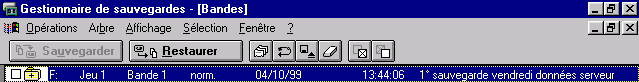 Gestionnaire de sauvegardes - [Bandes]
Opérations Arbre Affichage Sélection Fenêtre ?
Sauvegarder Restaurer
F: Jeu 1 Bande 1 norm. 04/10/99 13:44:06 1° sauvegarde vendredi données serveur